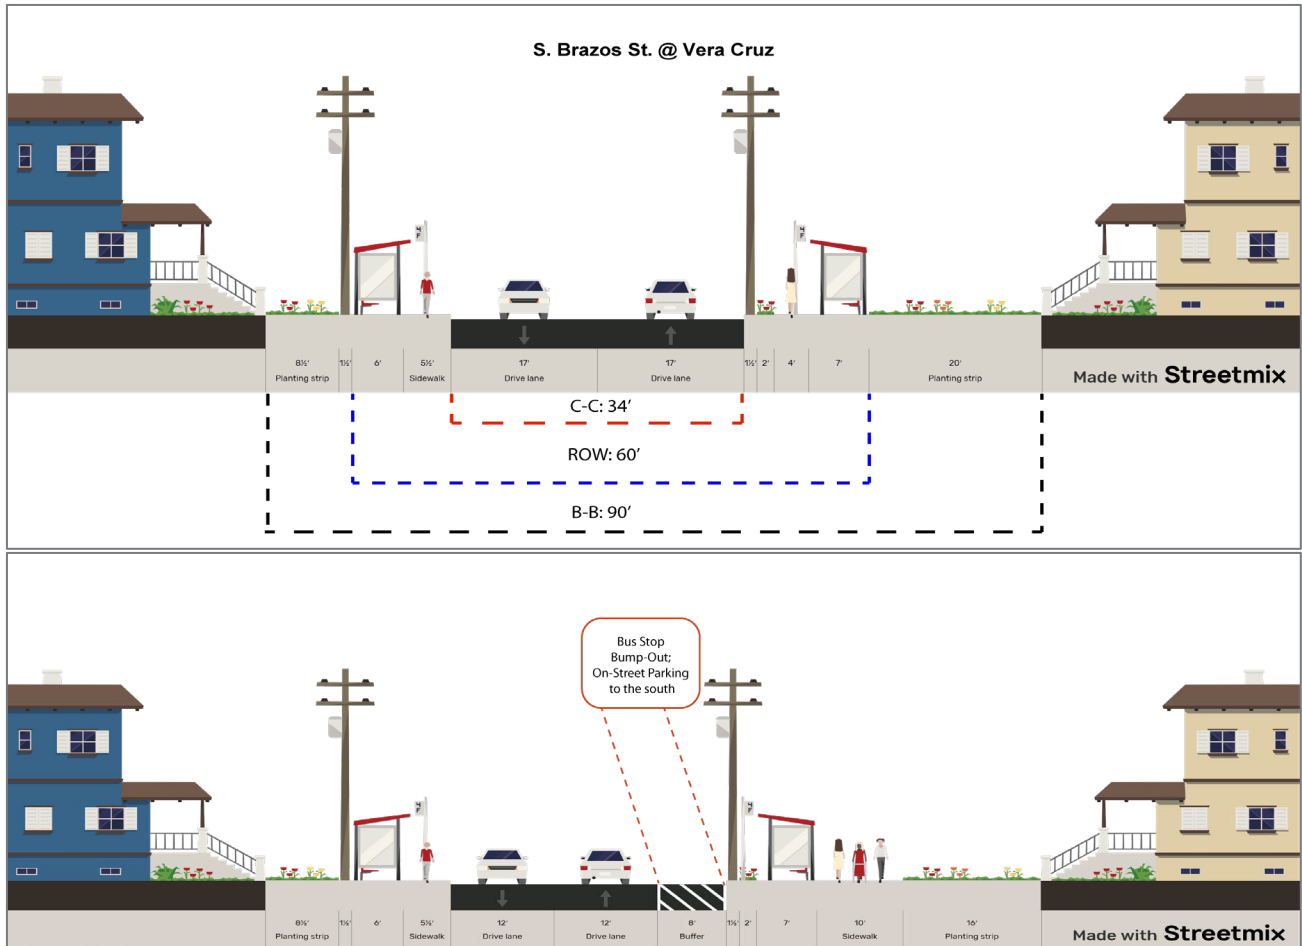 S. Brazos St. @ Vera Cruz
8½' 1½' 6' 5½' 17' 17' 1½' 2' 4' 7' 20'
Planting strip Sidewalk Drive lane Drive lane Planting strip
Made with Streetmix
C-C: 34’
ROW: 60’
B-B: 90’
Bus Stop
Bump-Out;
On-Street Parking
to the south
8½' 1½' 6' 5½' 12' 12' 8' 1½' 2' 7' 10' 16'
Planting strip Sidewalk Drive lane Drive lane Buffer Sidewalk Planting strip
Made with Streetmix